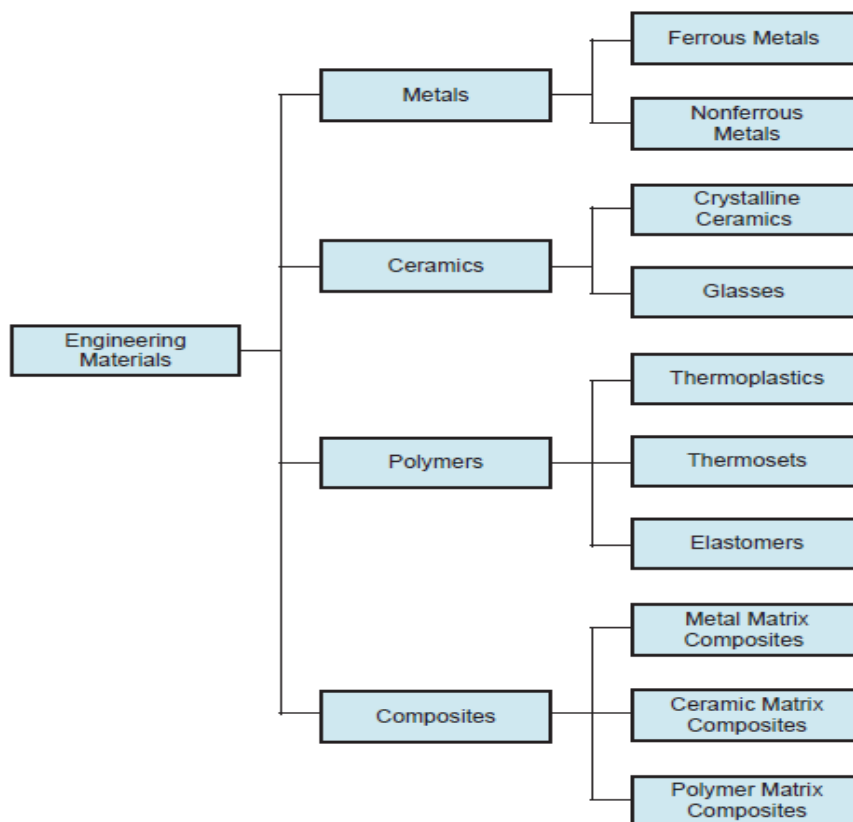 Ferrous Metals
Metals
Nonferrous
Metals
Crystalline
Ceramics
Ceramics
Glasses
Engineering
Materials
Thermoplastics
Polymers
Thermosets
Elastomers
Metal Matrix
Composites
Composites
Ceramic Matrix
Composites
Polymer Matrix
Composites